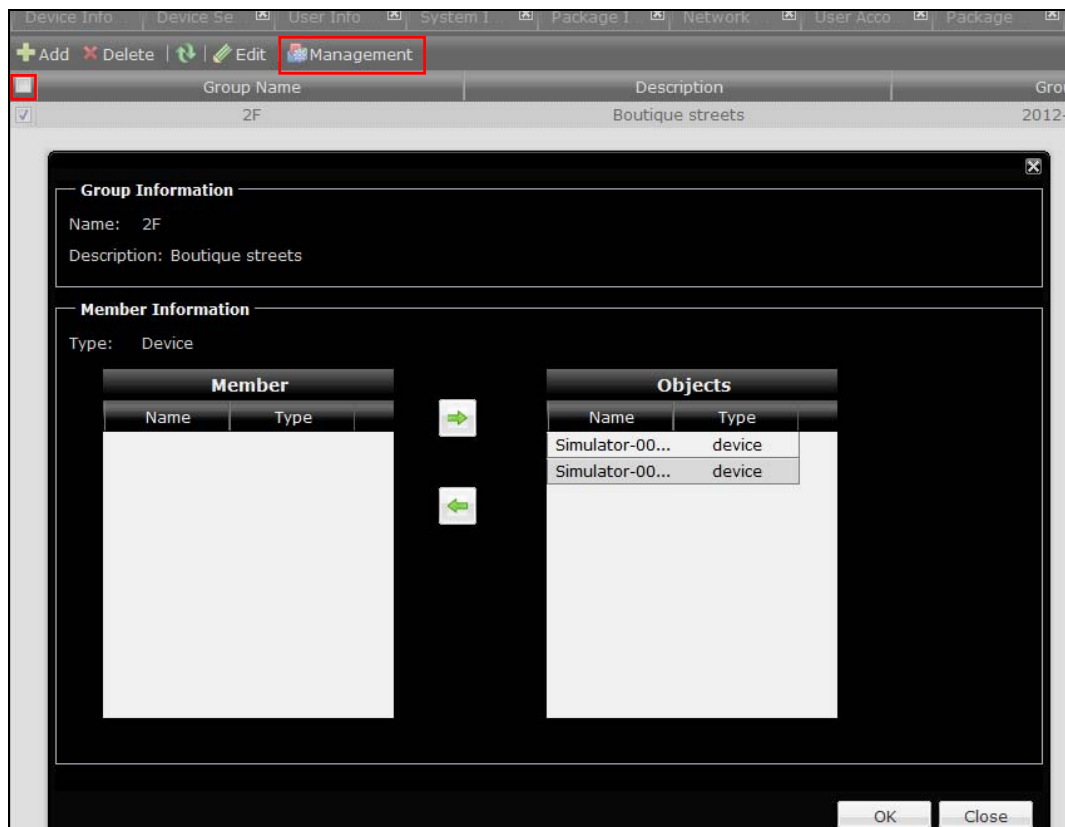 Device Info Device Se User Info System I Package I Network User Acco Package
Add Delete Edit Management
Group Name Description Gro
2F Boutique streets 2012-
Group Information
Name: 2F
Description: Boutique streets
Member Information
Type: Device
Member Objects
Name Type Name Type
Simulator-00... device
Simulator-00... device
OK Close